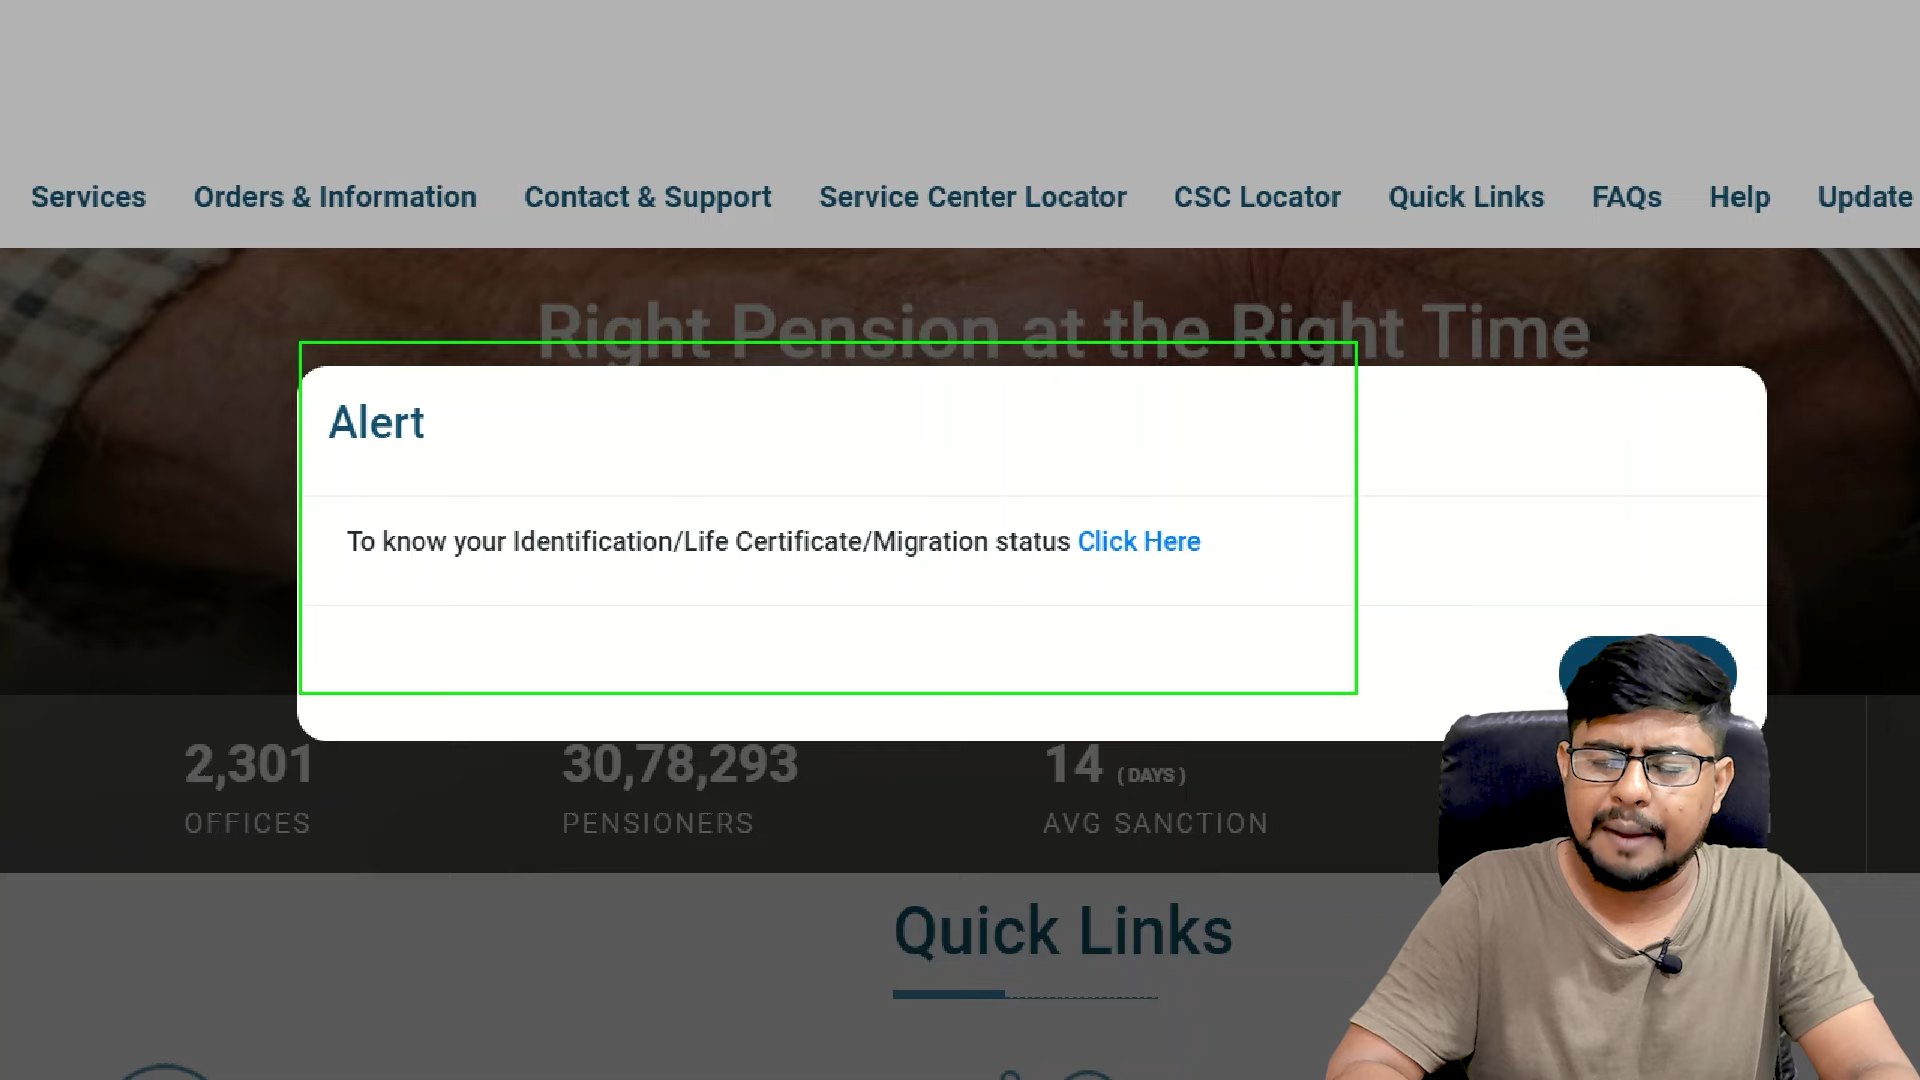 Services Orders & Information Contact & Support Service Center Locator CSC Locator Quick Links FAQs Help Update
Right Pension at the Right Time
Alert
To know your Identification/Life Certificate/Migration status Click Here
2,301 30,78,293 14 (DAYS)
OFFICES PENSIONERS AVG SANCTION
Quick Links